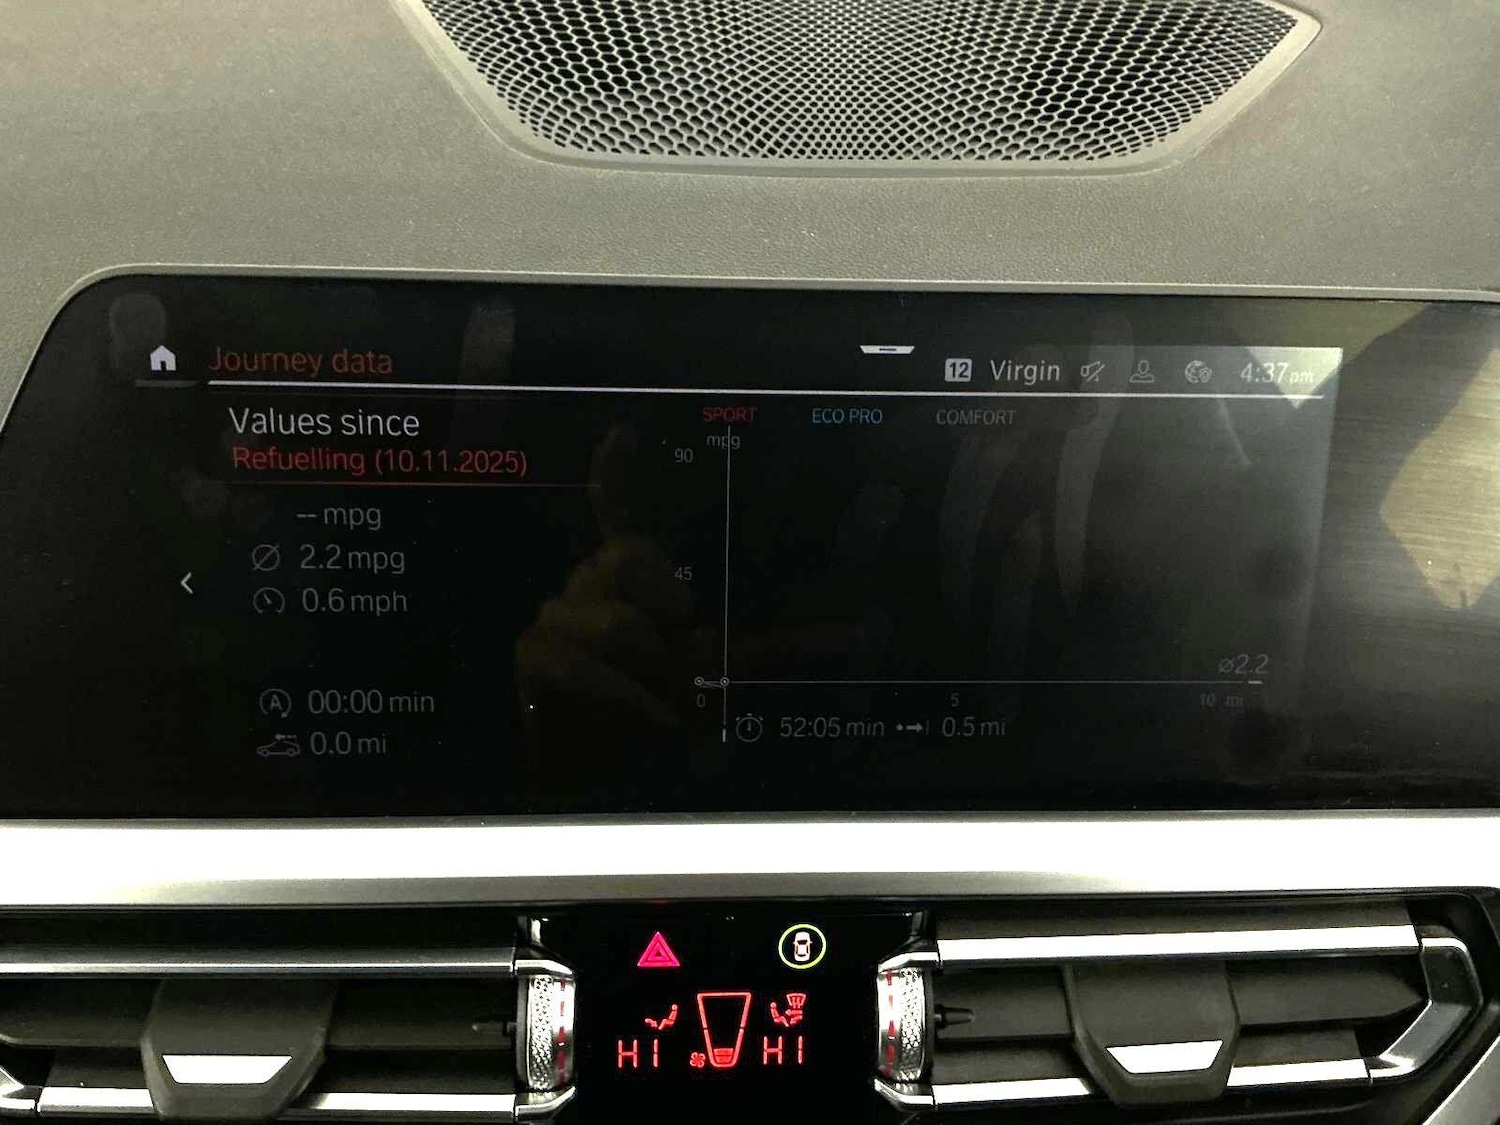 Journey data
12 Virgin 4:37pm
Values since
Refuelling (10.11.2025)
-- mpg
Ø 2.2 mpg
0.6 mph
A 00:00 min
0.0 mi
SPORT ECO PRO COMFORT
mpg
90
45
ø2.2
0 5 10 mi
52:05 min 0.5 mi
HI HI